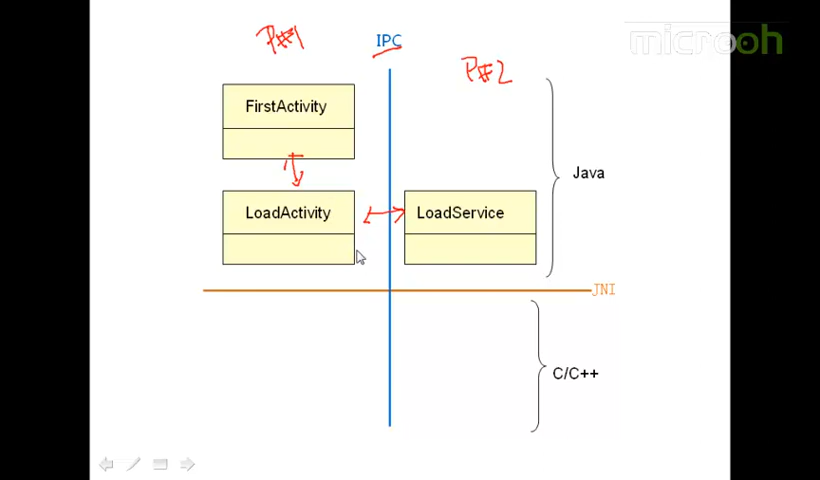 P#1
IPC
microoh
P#2
FirstActivity
Java
LoadActivity
LoadService
JNI
C/C++